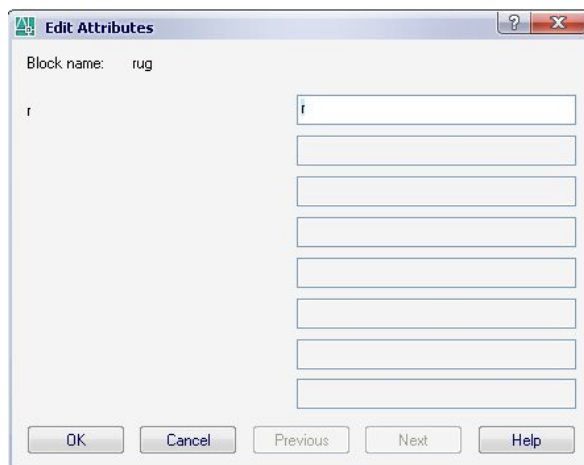 Edit Attributes
?
X
Block name: rug
r
r
OK
Cancel
Previous
Next
Help